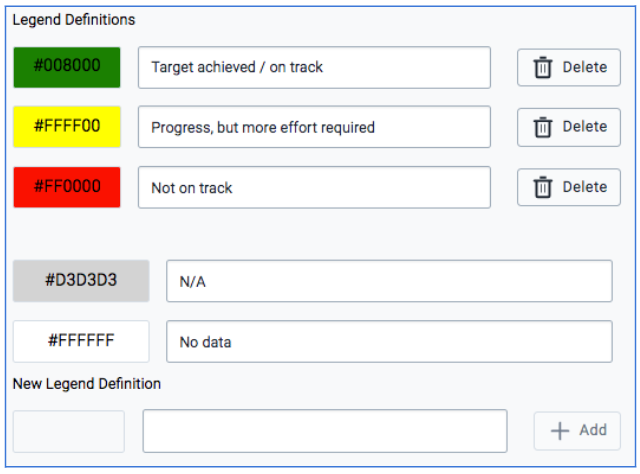 Legend Definitions
#008000 Target achieved / on track Delete
#FFFF00 Progress, but more effort required Delete
#FF0000 Not on track Delete
#D3D3D3 N/A
#FFFFFF No data
New Legend Definition
+ Add